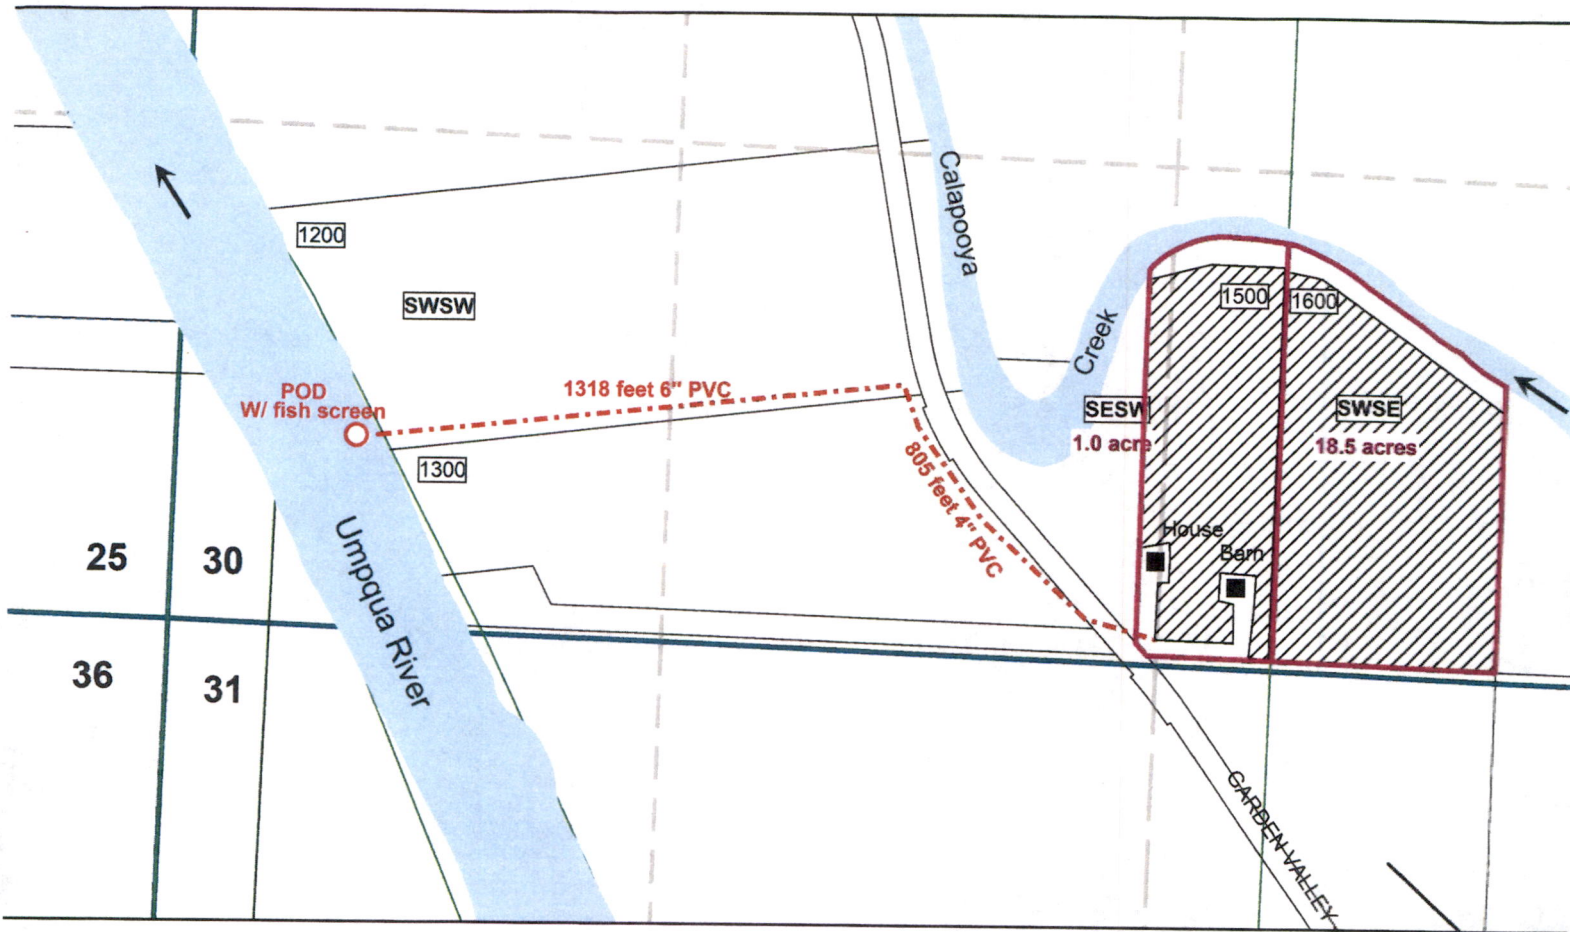 1200
SWSW
Calapooya
Creek
1500
1600
POD
W/ fish screen
1318 feet 6" PVC
1300
805 feet 4" PVC
SESW
1.0 acre
SWSE
18.5 acres
House
Barn
Umpqua River
25
30
36
31
GARDEN VALLEY